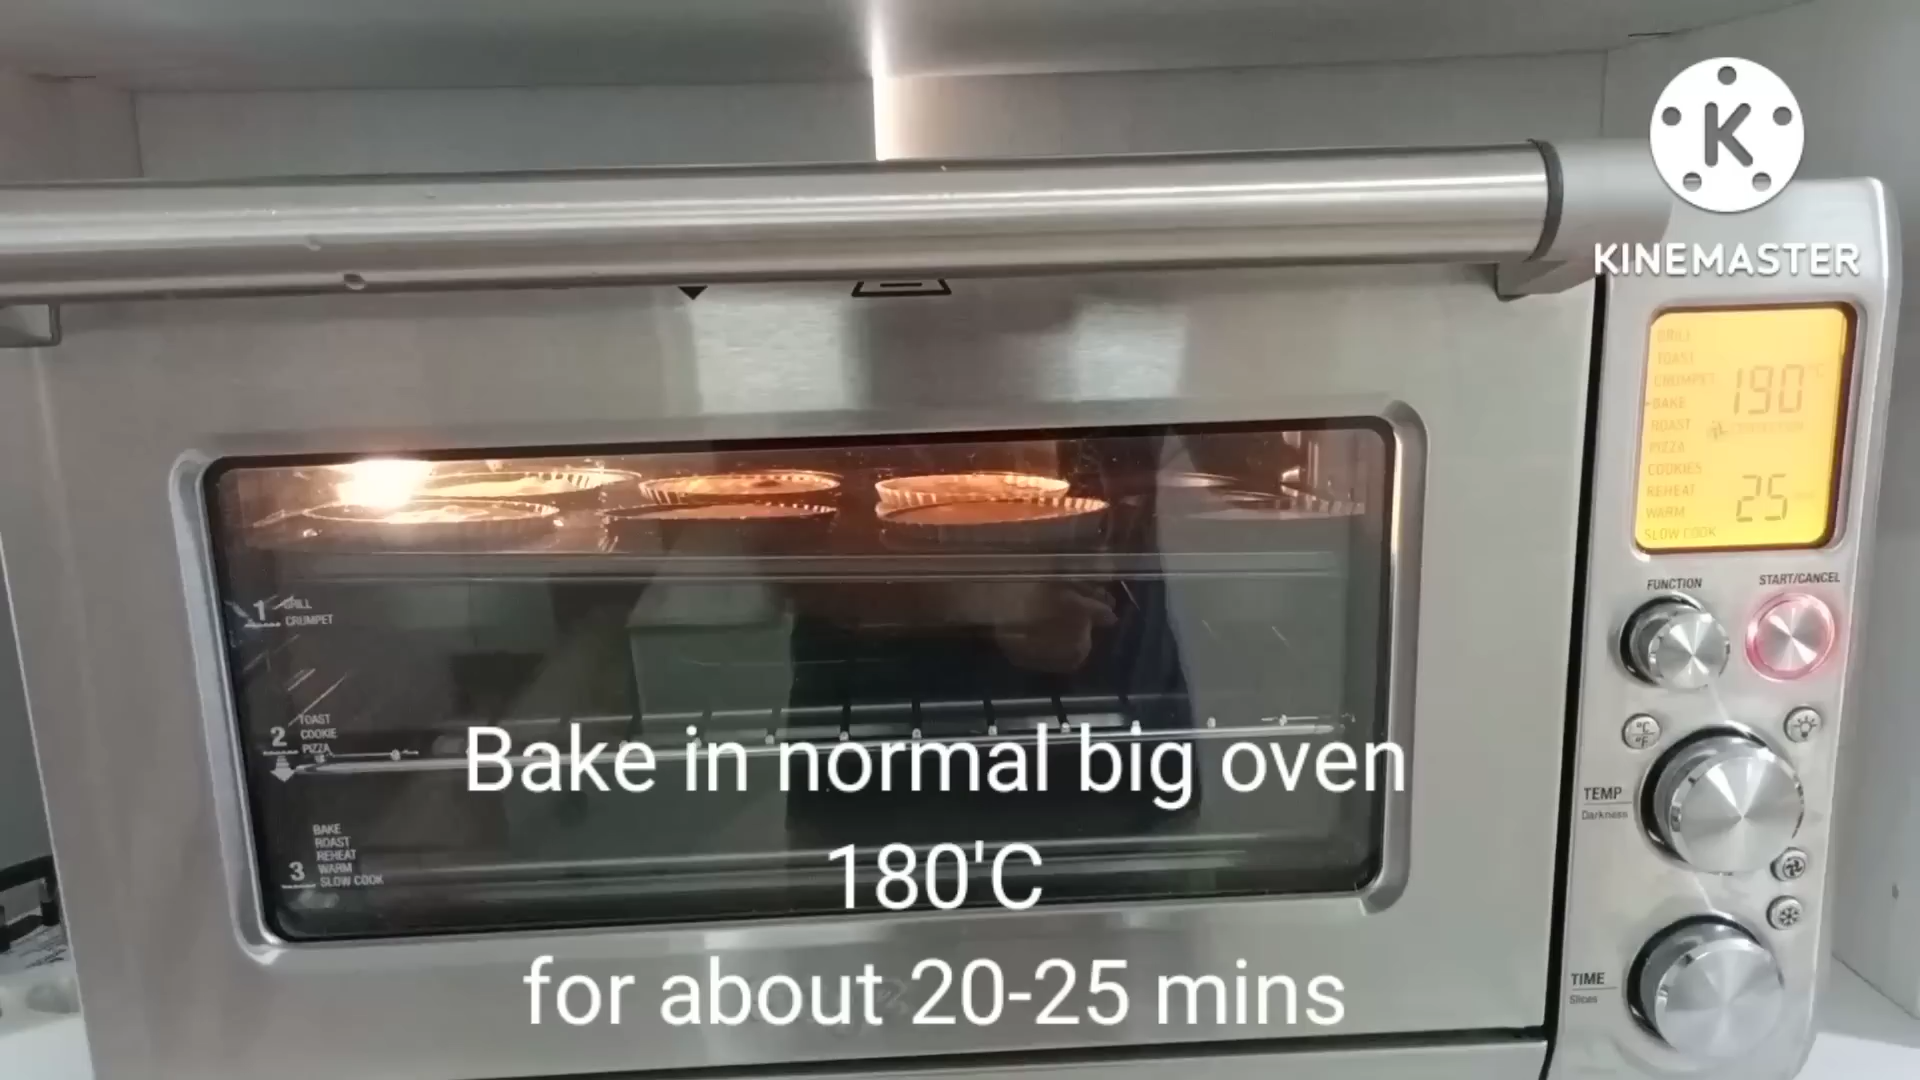 K
KINEMASTER
GRILL
TOAST
CRUMPET
BAKE
ROAST
PIZZA
COOKIES
REHEAT
WARM
SLOW COOK
190°C
25
FUNCTION
START/CANCEL
°C
°F
TEMP
Darkness
TIME
Slices
1 GRILL
CRUMPET
2 TOAST
COOKIE
PIZZA
3 BAKE
ROAST
REHEAT
WARM
SLOW COOK
Bake in normal big oven
180'C
for about 20-25 mins